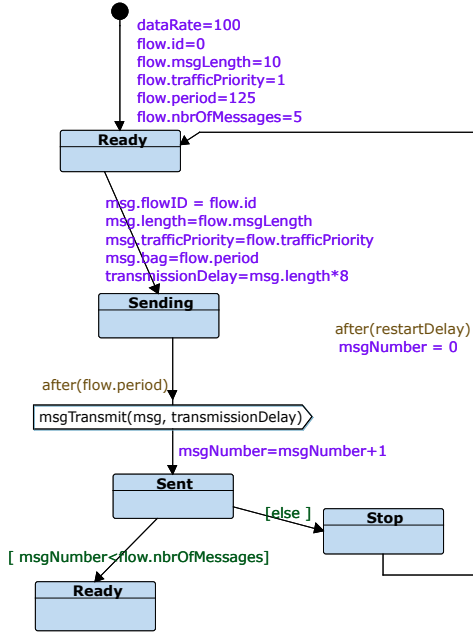 dataRate=100
flow.id=0
flow.msgLength=10
flow.trafficPriority=1
flow.period=125
flow.nbrOfMessages=5
Ready
msg.flowID = flow.id
msg.length=flow.msgLength
msg.trafficPriority=flow.trafficPriority
msg.bag=flow.period
transmissionDelay=msg.length*8
Sending
after(restartDelay)
msgNumber = 0
after(flow.period)
msgTransmit(msg, transmissionDelay)
msgNumber=msgNumber+1
Sent
[else ]
Stop
[ msgNumber<flow.nbrOfMessages]
Ready